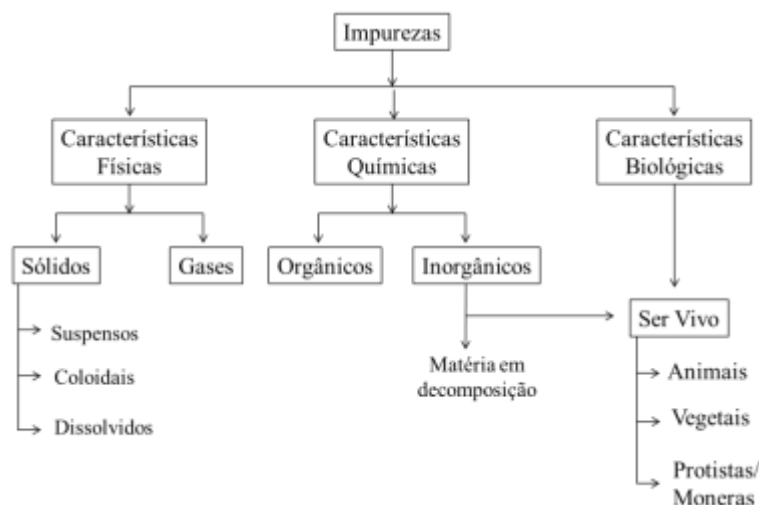 Impurezas
Características
Físicas
Características
Químicas
Características
Biológicas
Sólidos
Gases
Orgânicos
Inorgânicos
Ser Vivo
Suspensos
Coloidais
Dissolvidos
Matéria em
decomposição
Animais
Vegetais
Protistas/
Moneras